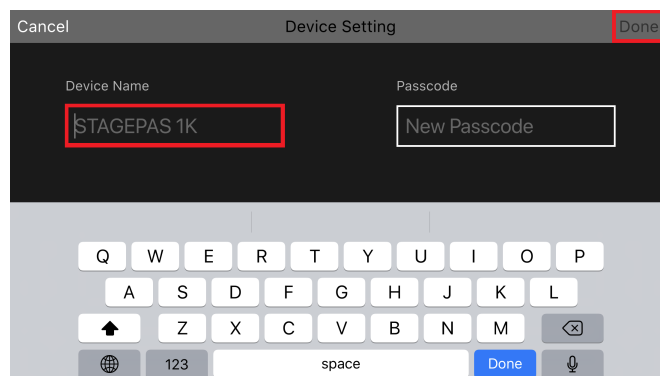 Cancel Device Setting Done
Device Name Passcode
STAGEPAS 1K New Passcode
Q W E R T Y U I O P
A S D F G H J K L
Z X C V B N M
123 space Done